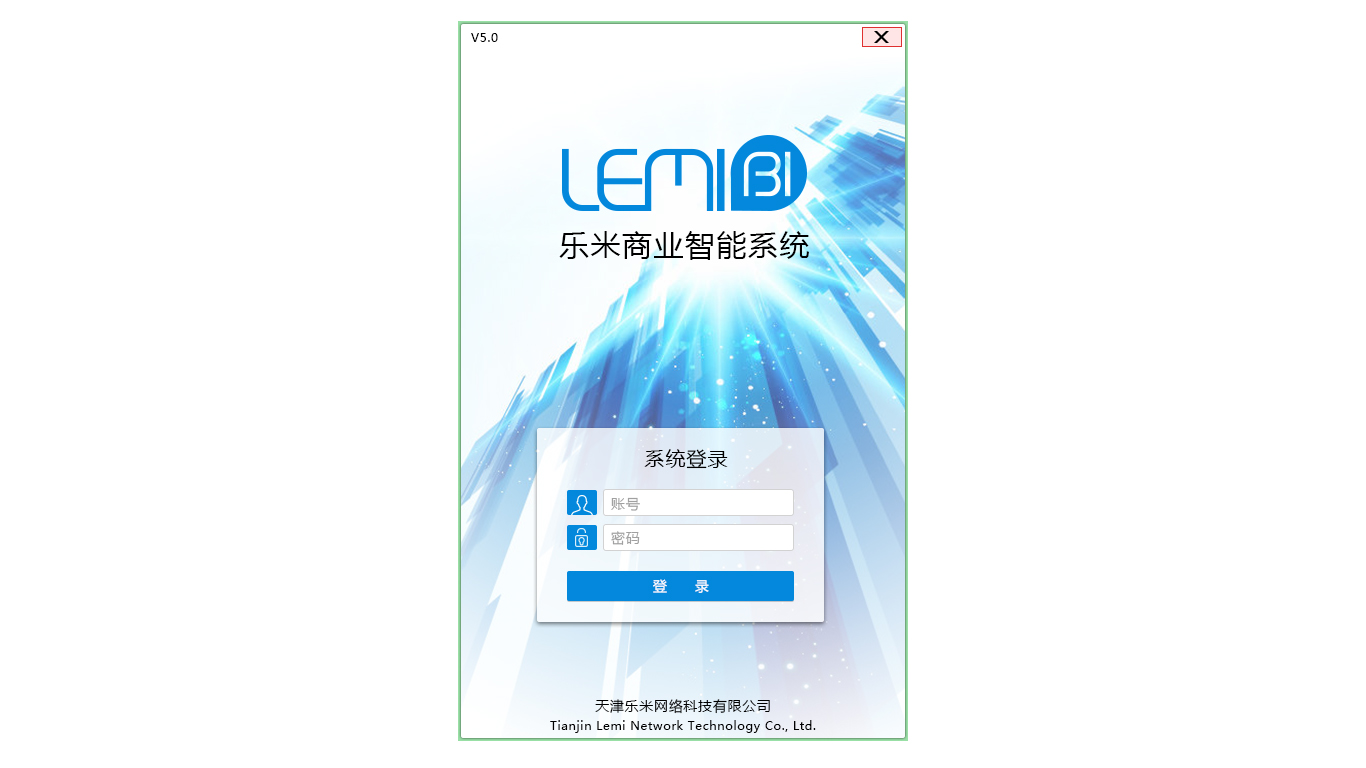 V5.0
X
LEMI BI
乐米商业智能系统
系统登录
账号
密码
登 录
天津乐米网络科技有限公司
Tianjin Lemi Network Technology Co., Ltd.